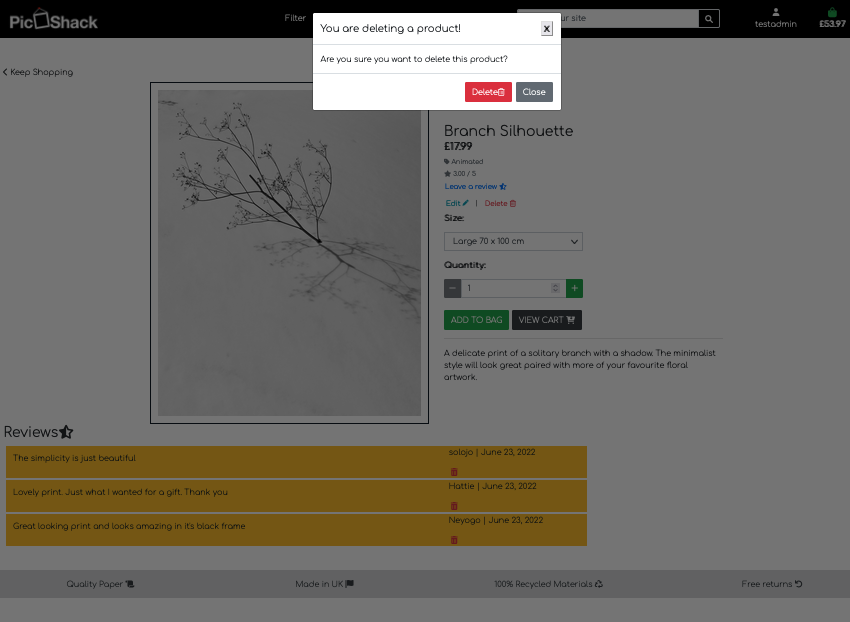 PicShack
Filter
ur site
testadmin
£53.97
You are deleting a product!
X
Are you sure you want to delete this product?
Delete
Close
Keep Shopping
Branch Silhouette
£17.99
Animated
3.00 / 5
Leave a review
Edit | Delete
Size:
Large 70 x 100 cm
Quantity:
1
ADD TO BAG
VIEW CART
A delicate print of a solitary branch with a shadow. The minimalist
style will look great paired with more of your favourite floral
artwork.
Reviews
The simplicity is just beautiful
solojo | June 23, 2022
Lovely print. Just what I wanted for a gift. Thank you
Hattie | June 23, 2022
Great looking print and looks amazing in it's black frame
Neyogo | June 23, 2022
Quality Paper
Made in UK
100% Recycled Materials
Free returns